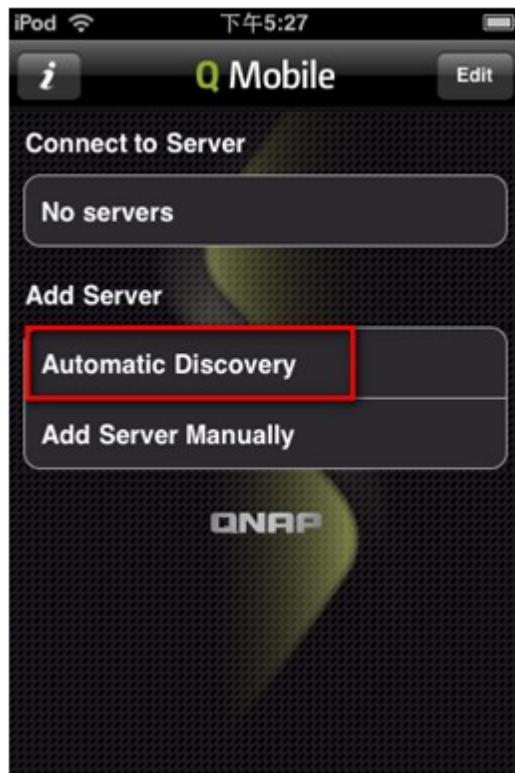 iPod 下午5:27
i Q Mobile Edit
Connect to Server
No servers
Add Server
Automatic Discovery
Add Server Manually
QNAP